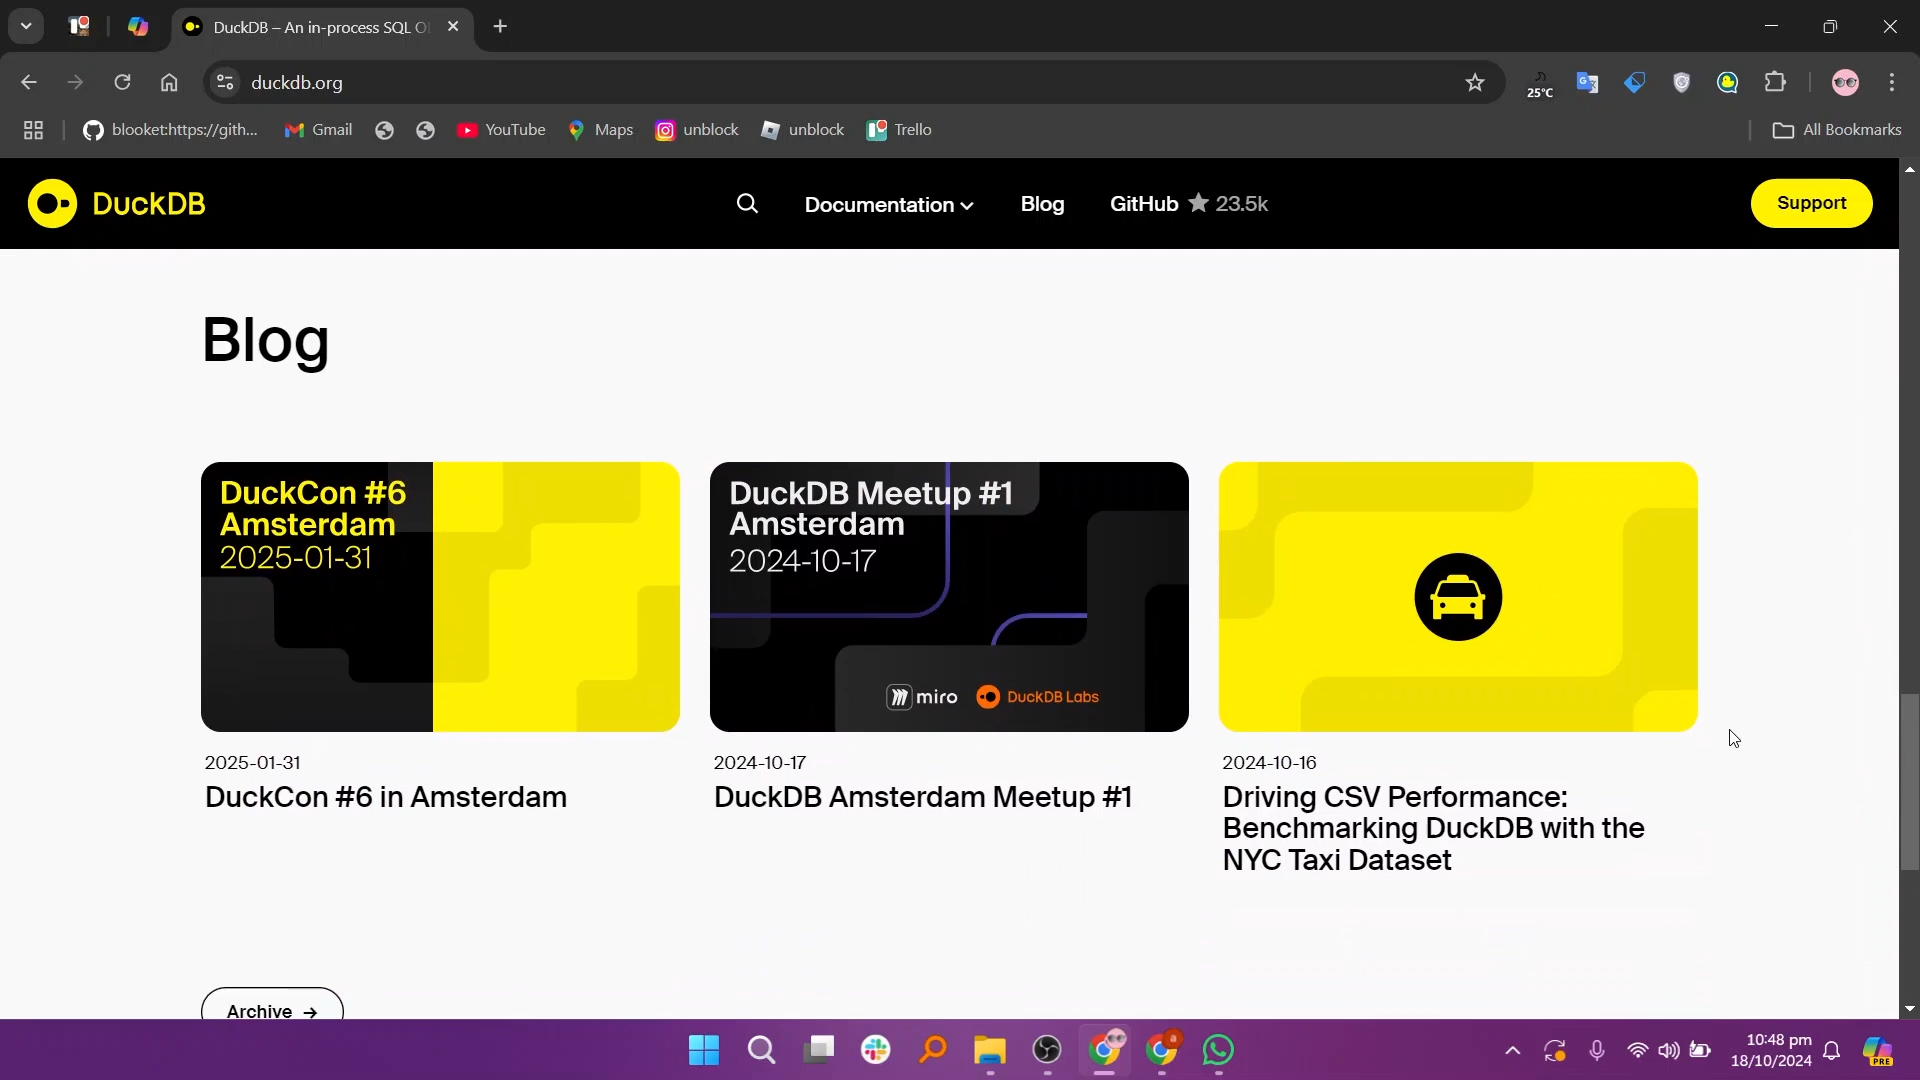 DuckDB – An in-process SQL O
duckdb.org
25°C
blooket:https://gith...
Gmail
YouTube
Maps
unblock
unblock
Trello
All Bookmarks
DuckDB
Documentation
Blog
GitHub ★ 23.5k
Support
Blog
DuckCon #6
Amsterdam
2025-01-31
DuckDB Meetup #1
Amsterdam
2024-10-17
miro
DuckDB Labs
2025-01-31
DuckCon #6 in Amsterdam
2024-10-17
DuckDB Amsterdam Meetup #1
2024-10-16
Driving CSV Performance:
Benchmarking DuckDB with the
NYC Taxi Dataset
Archive →
10:48 pm
18/10/2024
PRE